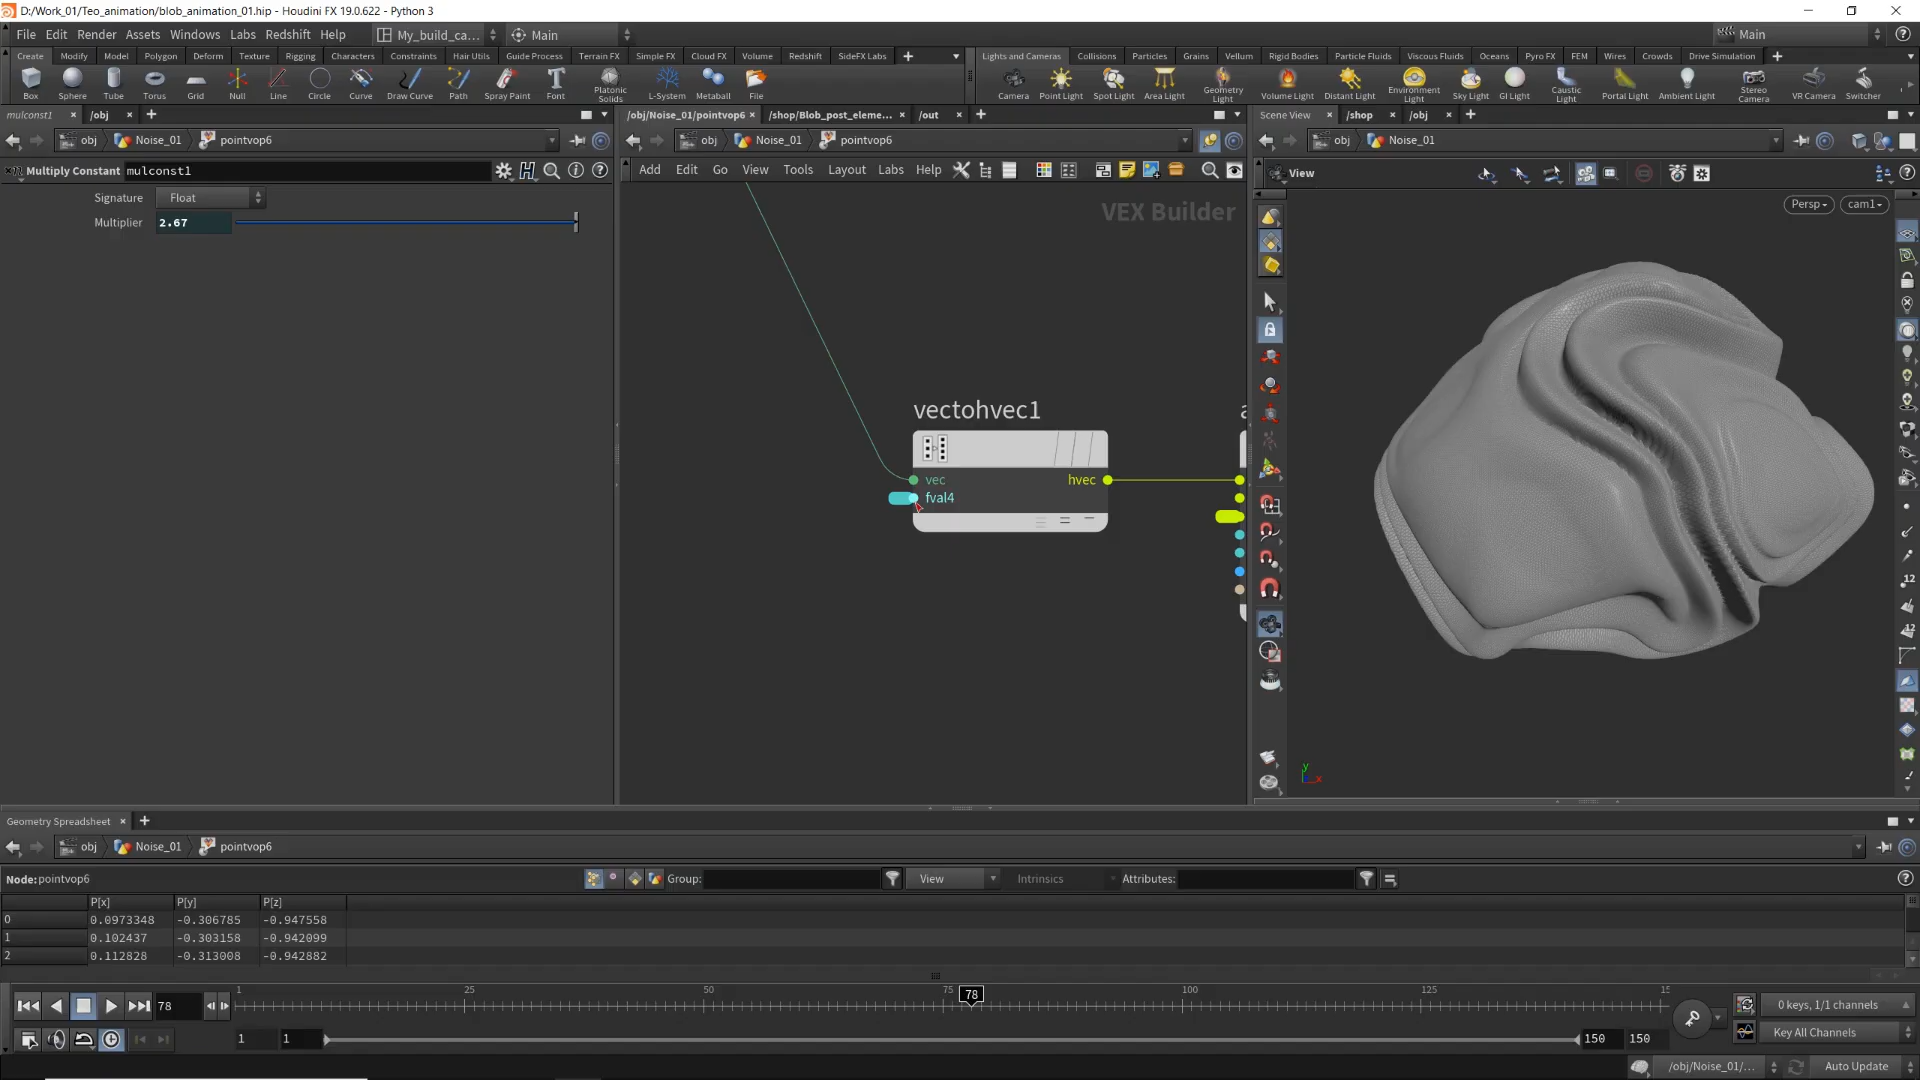 D:/Work_01/Teo_animation/blob_animation_01.hip - Houdini FX 19.0.622 - Python 3
File Edit Render Assets Windows Labs Redshift Help My_build_ca... Main Main
Create Modify Model Polygon Deform Texture Rigging Characters Constraints Hair Utils Guide Process Terrain FX Simple FX Cloud FX Volume Redshift SideFX Labs
Lights and Cameras Collisions Particles Grains Vellum Rigid Bodies Particle Fluids Viscous Fluids Oceans Pyro FX FEM Wires Crowds Drive Simulation
Box Sphere Tube Torus Grid Null Line Circle Curve Draw Curve Path Spray Paint Font Platonic Solids L-System Metaball File
Camera Point Light Spot Light Area Light Geometry Light Volume Light Distant Light Environment Light Sky Light GI Light Caustic Light Portal Light Ambient Light Stereo Camera VR Camera Switcher
mulconst1 /obj
/obj/Noise_01/pointvop6 /shop/Blob_post_eleme... /out
Scene View /shop /obj
obj Noise_01 pointvop6
obj Noise_01 pointvop6
obj Noise_01
Multiply Constant mulconst1
Add Edit Go View Tools Layout Labs Help
View
Signature Float
Multiplier 2.67
VEX Builder
Persp cam1
vectohvec1
vec hvec
fval4
12
12
y
x
Geometry Spreadsheet
obj Noise_01 pointvop6
Node: pointvop6 Group: View Intrinsics Attributes:
P[x] P[y] P[z]
0 0.0973348 -0.306785 -0.947558
1 0.102437 -0.303158 -0.942099
2 0.112828 -0.313008 -0.942882
78 1 25 50 75 78 100 125 15
0 keys, 1/1 channels
1 1 150 150
Key All Channels
/obj/Noise_01/... Auto Update